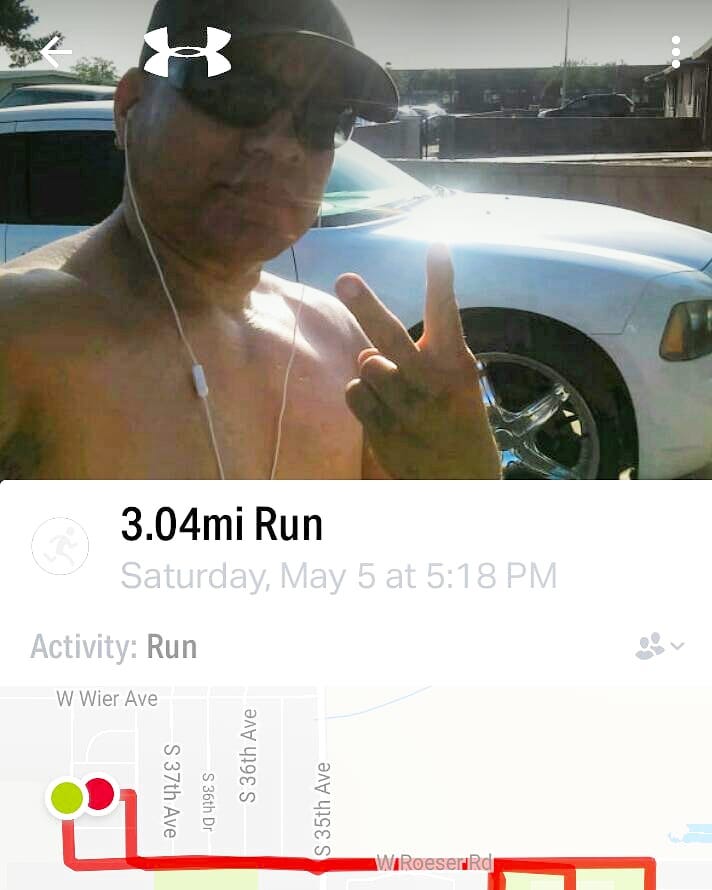 3.04mi Run
Saturday, May 5 at 5:18 PM
Activity: Run
W Wier Ave
S 37th Ave
S 36th Dr
S 36th Ave
S 35th Ave
W Roeser Rd